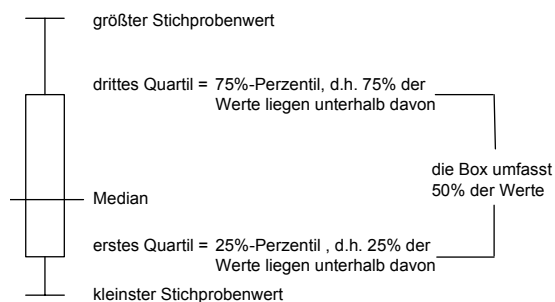 größter Stichprobenwert
drittes Quartil = 75%-Perzentil, d.h. 75% der
Werte liegen unterhalb davon
die Box umfasst
50% der Werte
Median
erstes Quartil = 25%-Perzentil , d.h. 25% der
Werte liegen unterhalb davon
kleinster Stichprobenwert